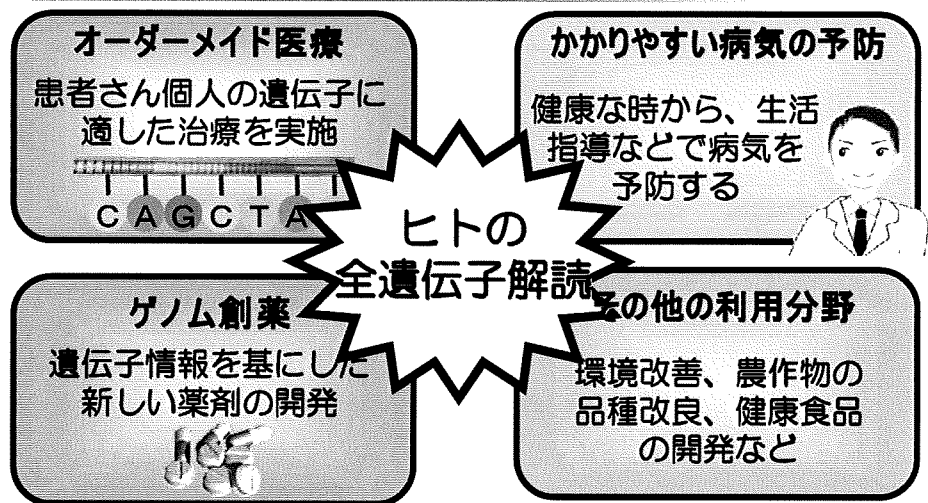 オーダーメイド医療
患者さん個人の遺伝子に
適した治療を実施
C A G C T A
かかりやすい病気の予防
健康な時から、生活
指導などで病気を
予防する
ヒトの
全遺伝子解読
ゲノム創薬
遺伝子情報を基にした
新しい薬剤の開発
その他の利用分野
環境改善、農作物の
品種改良、健康食品
の開発など